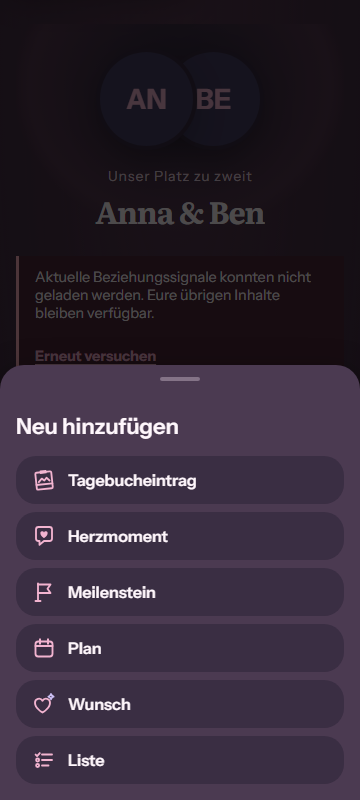 AN BE
Unser Platz zu zweit
Anna & Ben
Aktuelle Beziehungssignale konnten nicht
geladen werden. Eure übrigen Inhalte
bleiben verfügbar.
Erneut versuchen
Neu hinzufügen
Tagebucheintrag
Herzmoment
Meilenstein
Plan
Wunsch
Liste